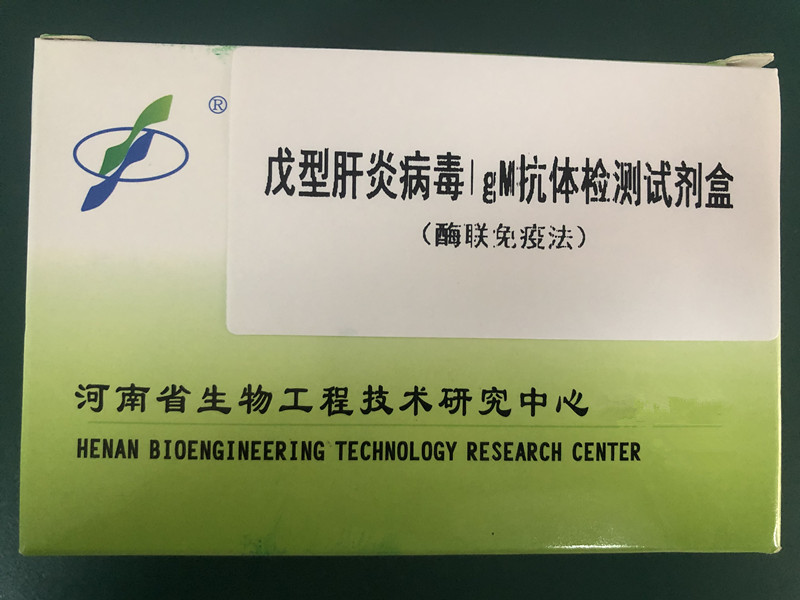 ®
戊型肝炎病毒IgM抗体检测试剂盒
（酶联免疫法）
河南省生物工程技术研究中心
HENAN BIOENGINEERING TECHNOLOGY RESEARCH CENTER